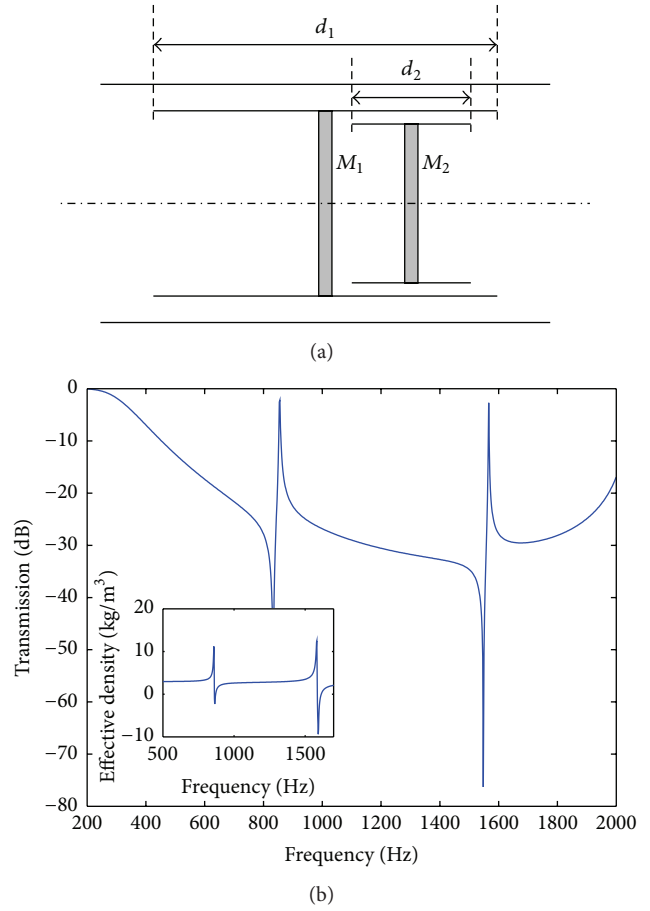 d₁
d₂
M₁ M₂
(a)
0
−10
−20
−30
−40
−50
−60
−70
−80
Transmission (dB)
200 400 600 800 1000 1200 1400 1600 1800 2000
Frequency (Hz)
20
10
0
−10
Effective density (kg/m³)
500 1000 1500
Frequency (Hz)
(b)